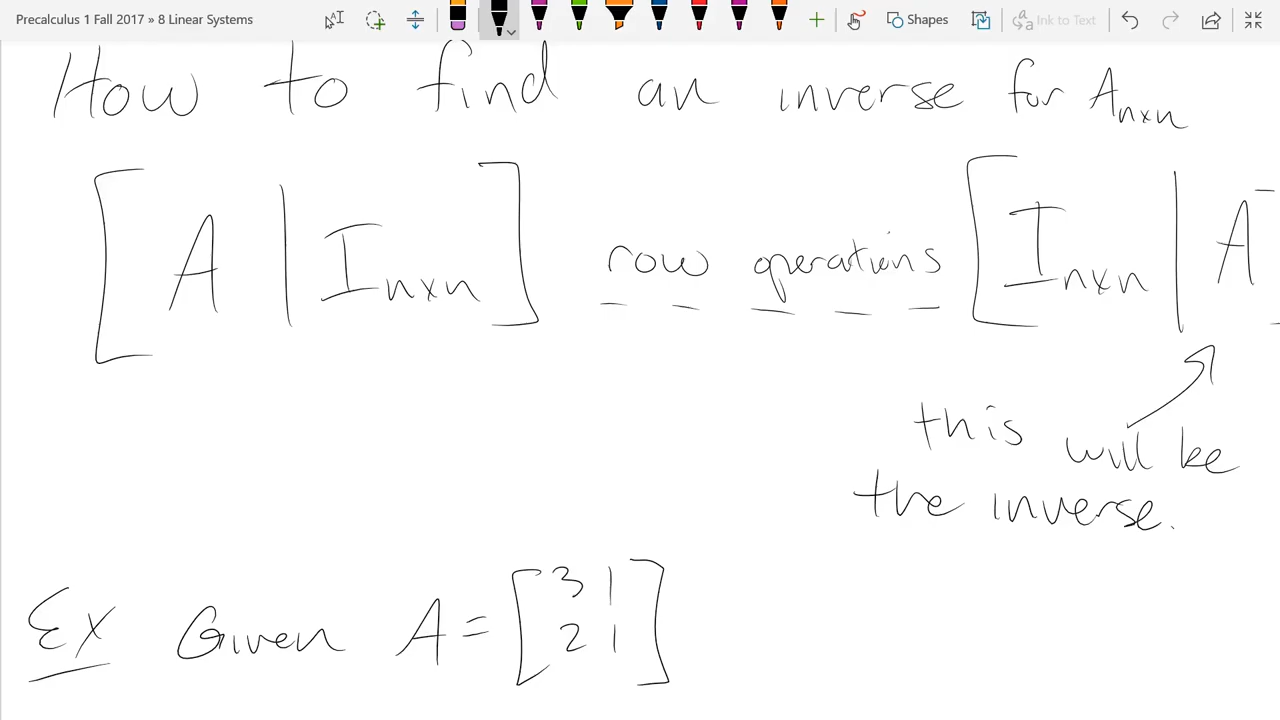 Precalculus 1 Fall 2017 » 8 Linear Systems
Shapes
Ink to Text
How to find an inverse for Anxn
[A | Inxn] row operations [Inxn | A
this will be
the inverse.
Ex Given A = [3 1
2 1]